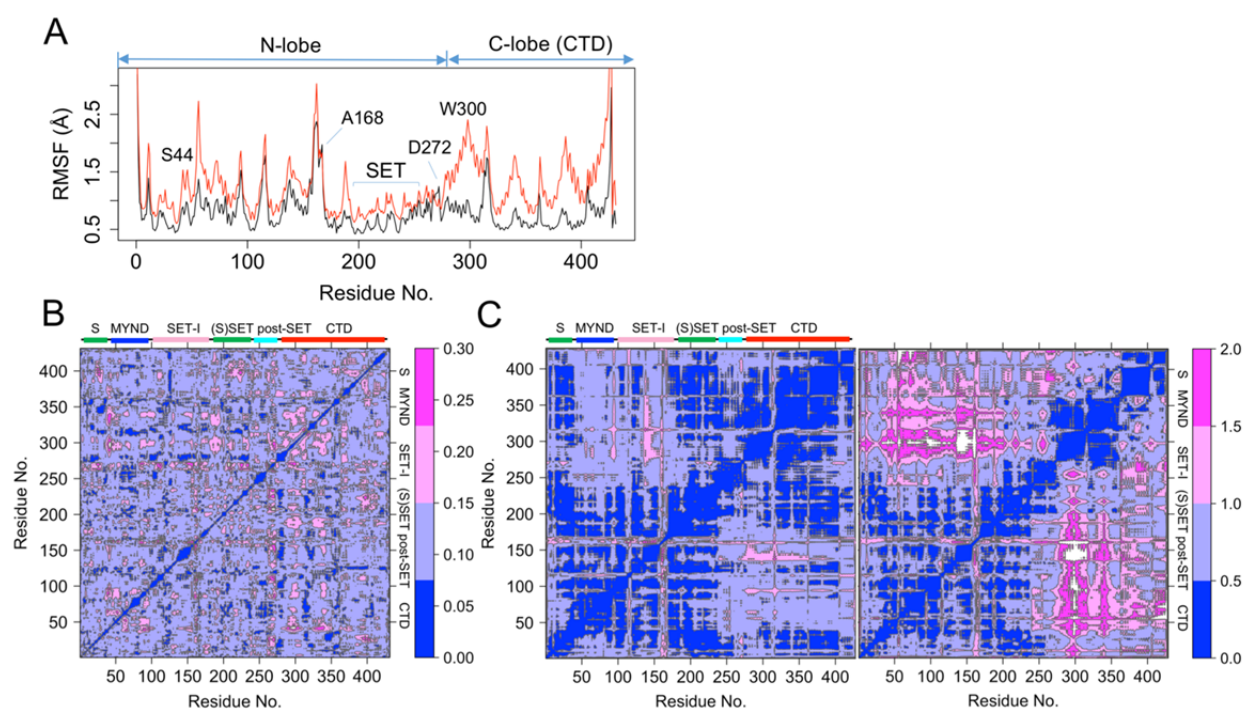 A
N-lobe
C-lobe (CTD)
RMSF (Å)
2.5
1.5
0.5
S44
A168
SET
D272
W300
0
100
200
300
400
Residue No.
B
S MYND SET-I (S)SET post-SET CTD
Residue No.
400
350
300
250
200
150
100
50
50 100 150 200 250 300 350 400
Residue No.
S MYND SET-I (S)SET post-SET CTD
0.30
0.25
0.20
0.15
0.10
0.05
0.00
C
S MYND SET-I (S)SET post-SET CTD
Residue No.
400
350
300
250
200
150
100
50
50 100 150 200 250 300 350 400
Residue No.
50 100 150 200 250 300 350 400
Residue No.
S MYND SET-I (S)SET post-SET CTD
2.0
1.5
1.0
0.5
0.0